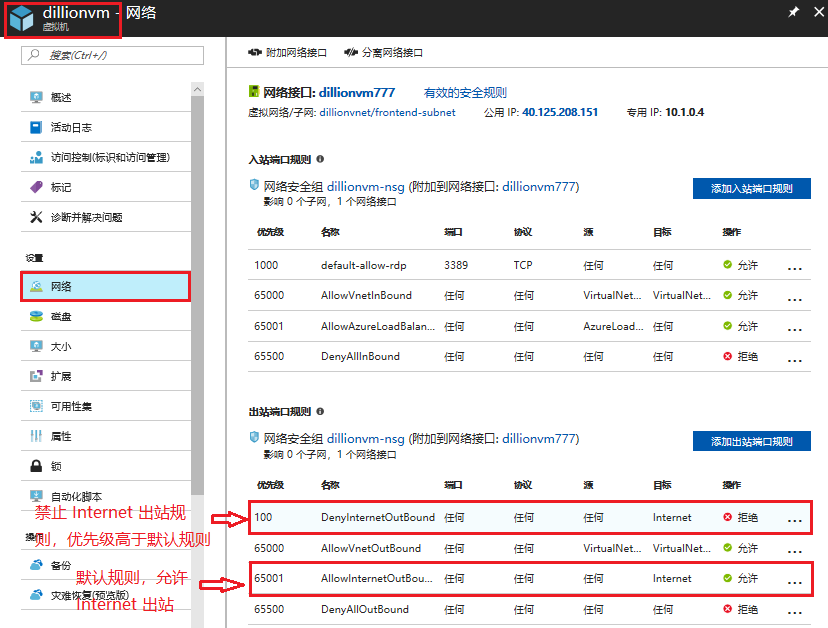 dillionvm - 网络
虚拟机
搜索(Ctrl+/)
概述
活动日志
访问控制(标识和访问管理)
标记
诊断并解决问题
设置
网络
磁盘
大小
扩展
可用性集
属性
锁
自动化脚本
操作
备份
灾难恢复(预览版)
禁止 Internet 出站规
则，优先级高于默认规则
默认规则，允许
Internet 出站
附加网络接口 分离网络接口
网络接口: dillionvm777 有效的安全规则
虚拟网络/子网: dillionvnet/frontend-subnet 公用 IP: 40.125.208.151 专用 IP: 10.1.0.4
入站端口规则
网络安全组 dillionvm-nsg (附加到网络接口: dillionvm777)
影响 0 个子网，1 个网络接口
添加入站端口规则
优先级 名称 端口 协议 源 目标 操作
1000 default-allow-rdp 3389 TCP 任何 任何 允许 ...
65000 AllowVnetInBound 任何 任何 VirtualNet... VirtualNet... 允许 ...
65001 AllowAzureLoadBalan... 任何 任何 AzureLoad... 任何 允许 ...
65500 DenyAllInBound 任何 任何 任何 任何 拒绝 ...
出站端口规则
网络安全组 dillionvm-nsg (附加到网络接口: dillionvm777)
影响 0 个子网，1 个网络接口
添加出站端口规则
优先级 名称 端口 协议 源 目标 操作
100 DenyInternetOutBound 任何 任何 任何 Internet 拒绝 ...
65000 AllowVnetOutBound 任何 任何 VirtualNet... VirtualNet... 允许 ...
65001 AllowInternetOutBou... 任何 任何 任何 Internet 允许 ...
65500 DenyAllOutBound 任何 任何 任何 任何 拒绝 ...